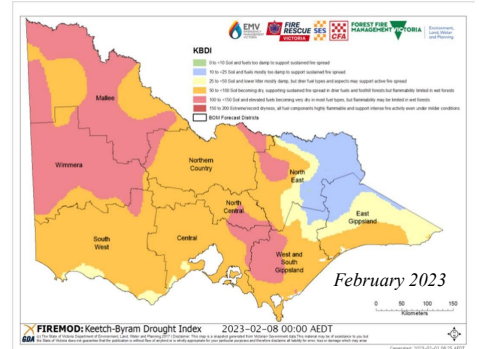 EMV
FIRE RESCUE VICTORIA
SES
CFA
FOREST FIRE MANAGEMENT VICTORIA
Environment, Land, Water and Planning
KBDI
0 to <10 Soil and fuels too damp to support sustained fire spread
10 to <25 Soil and fuels mostly too damp to support sustained fire spread
25 to <50 Soil and lower litter mostly damp, but drier fuel types and aspects may support active fire spread
50 to <100 Soil becoming dry, supporting sustained fire spread in drier fuels and foothill forests but flammability limited in wet forests
100 to <150 Soil and elevated fuels becoming very dry in most fuel types, but flammability may be limited in wet forests
150 to 200 Extreme/record dryness, all fuel components highly flammable and support intense fire activity even under milder conditions
BOM Forecast Districts
Mallee
Wimmera
Northern Country
North East
North Central
East Gippsland
South West
Central
West and South Gippsland
February 2023
0 50 100 150
Kilometers
GDA
FIREMOD: Keetch-Byram Drought Index 2023-02-08 00:00 AEDT